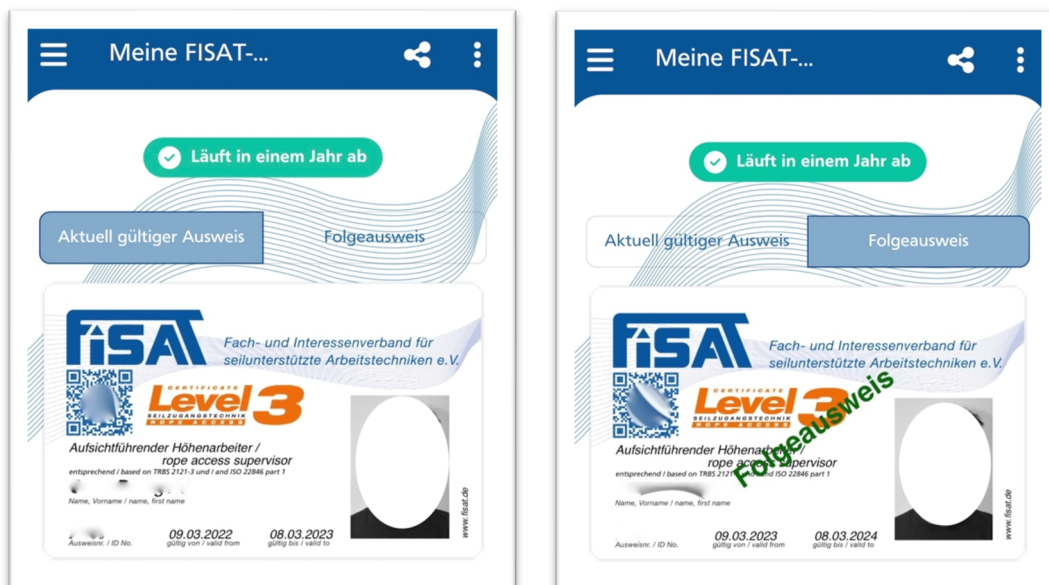 Meine FISAT-...
Läuft in einem Jahr ab
Aktuell gültiger Ausweis
Folgeausweis
FISAT
Fach- und Interessenverband für
seilunterstützte Arbeitstechniken e.V.
CERTIFICATE
Level 3
SEILZUGANGSTECHNIK
ROPE ACCESS
Aufsichtführender Höhenarbeiter /
rope access supervisor
entsprechend / based on TRBS 2121-3 und / and ISO 22846 part 1
Name, Vorname / name, first name
09.03.2022 08.03.2023
Ausweisnr. / ID No. gültig von / valid from gültig bis / valid to
www.fisat.de
Meine FISAT-...
Läuft in einem Jahr ab
Aktuell gültiger Ausweis
Folgeausweis
FISAT
Fach- und Interessenverband für
seilunterstützte Arbeitstechniken e.V.
CERTIFICATE
Level 3
SEILZUGANGSTECHNIK
ROPE ACCESS
Folgeausweis
Aufsichtführender Höhenarbeiter /
rope access supervisor
entsprechend / based on TRBS 2121-3 und / and ISO 22846 part 1
Name, Vorname / name, first name
09.03.2023 08.03.2024
Ausweisnr. / ID No. gültig von / valid from gültig bis / valid to
www.fisat.de